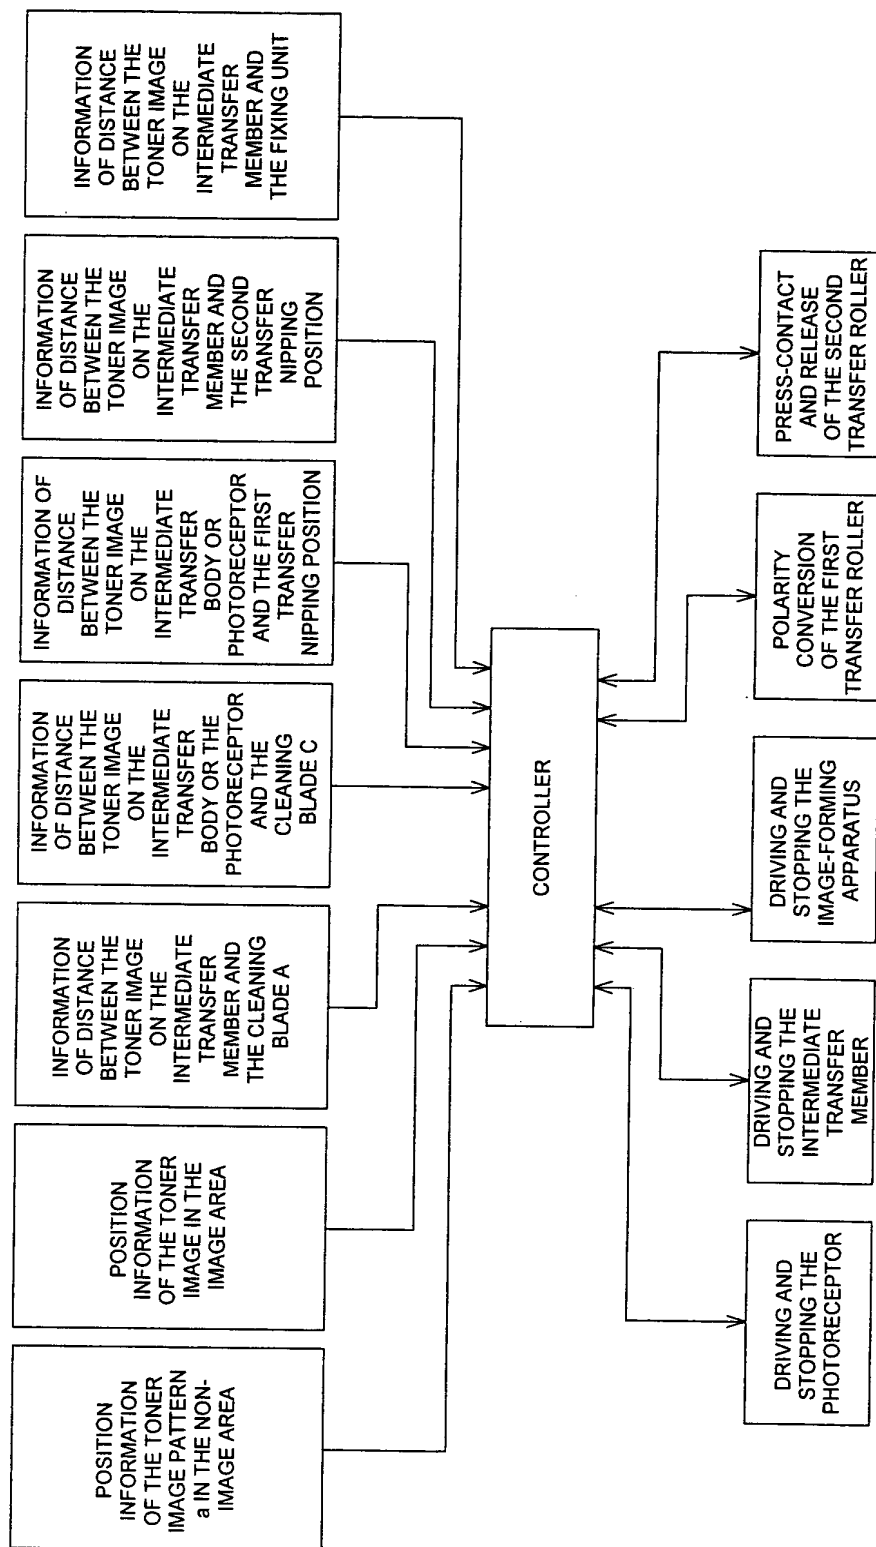 POSITION
INFORMATION
OF THE TONER
IMAGE PATTERN
a IN THE NON-
IMAGE AREA
POSITION
INFORMATION
OF THE TONER
IMAGE IN THE
IMAGE AREA
INFORMATION
OF DISTANCE
BETWEEN THE
TONER IMAGE
ON THE
INTERMEDIATE
TRANSFER
MEMBER AND
THE CLEANING
BLADE A
INFORMATION
OF DISTANCE
BETWEEN THE
TONER IMAGE
ON THE
INTERMEDIATE
TRANSFER
BODY OR THE
PHOTORECEPTOR
AND THE
CLEANING
BLADE C
INFORMATION OF
DISTANCE
BETWEEN THE
TONER IMAGE
ON THE
INTERMEDIATE
TRANSFER
BODY OR
PHOTORECEPTOR
AND THE FIRST
TRANSFER
NIPPING POSITION
INFORMATION
OF DISTANCE
BETWEEN THE
TONER IMAGE
ON THE
INTERMEDIATE
TRANSFER
MEMBER AND
THE SECOND
TRANSFER
NIPPING
POSITION
INFORMATION
OF DISTANCE
BETWEEN THE
TONER IMAGE
ON THE
INTERMEDIATE
TRANSFER
MEMBER AND
THE FIXING UNIT
CONTROLLER
DRIVING AND
STOPPING THE
PHOTORECEPTOR
DRIVING AND
STOPPING THE
INTERMEDIATE
TRANSFER
MEMBER
DRIVING AND
STOPPING THE
IMAGE-FORMING
APPARATUS
POLARITY
CONVERSION
OF THE FIRST
TRANSFER ROLLER
PRESS-CONTACT
AND RELEASE
OF THE SECOND
TRANSFER ROLLER